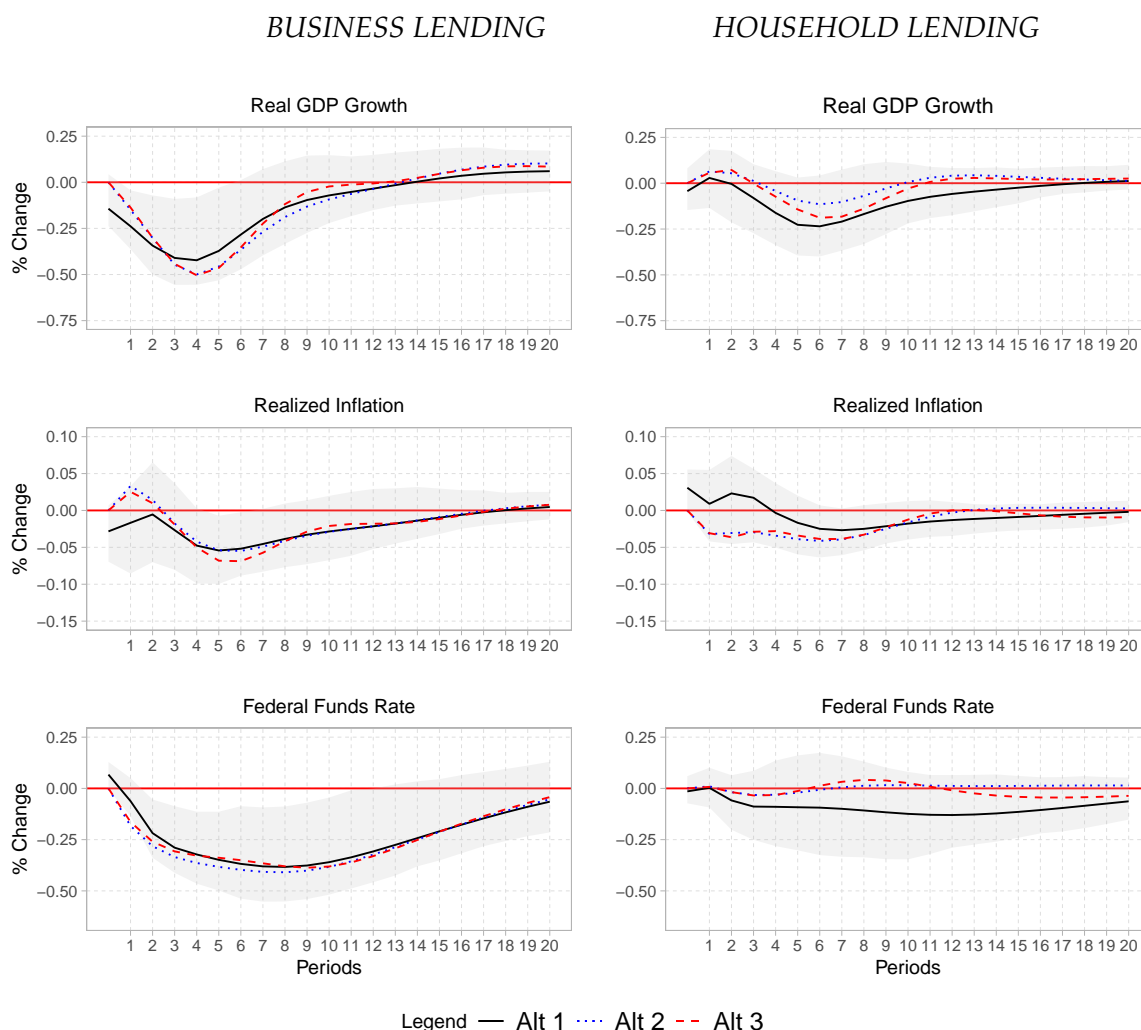 BUSINESS LENDING HOUSEHOLD LENDING
Real GDP Growth Real GDP Growth
0.25
0.00
−0.25
−0.50
−0.75
% Change
1 2 3 4 5 6 7 8 9 10 11 12 13 14 15 16 17 18 19 20
0.25
0.00
−0.25
−0.50
−0.75
1 2 3 4 5 6 7 8 9 10 11 12 13 14 15 16 17 18 19 20
Realized Inflation Realized Inflation
0.10
0.05
0.00
−0.05
−0.10
−0.15
% Change
1 2 3 4 5 6 7 8 9 10 11 12 13 14 15 16 17 18 19 20
0.10
0.05
0.00
−0.05
−0.10
−0.15
1 2 3 4 5 6 7 8 9 10 11 12 13 14 15 16 17 18 19 20
Federal Funds Rate Federal Funds Rate
0.25
0.00
−0.25
−0.50
% Change
1 2 3 4 5 6 7 8 9 10 11 12 13 14 15 16 17 18 19 20
Periods
0.25
0.00
−0.25
−0.50
1 2 3 4 5 6 7 8 9 10 11 12 13 14 15 16 17 18 19 20
Periods
Legend Alt 1 Alt 2 Alt 3